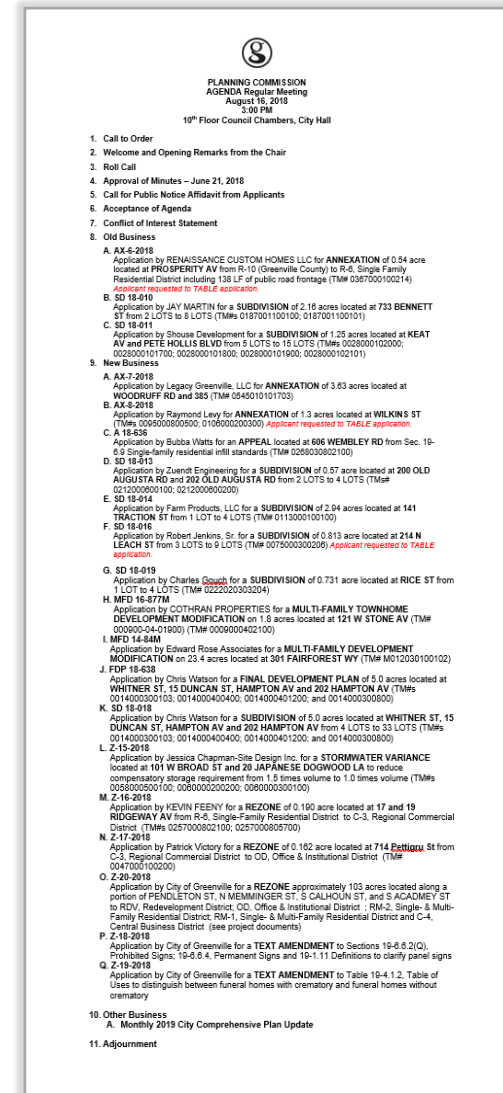 g
PLANNING COMMISSION
AGENDA Regular Meeting
August 16, 2018
3:00 PM
10th Floor Council Chambers, City Hall
1. Call to Order
2. Welcome and Opening Remarks from the Chair
3. Roll Call
4. Approval of Minutes – June 21, 2018
5. Call for Public Notice Affidavit from Applicants
6. Acceptance of Agenda
7. Conflict of Interest Statement
8. Old Business
A. AX-6-2018
Application by RENAISSANCE CUSTOM HOMES LLC for ANNEXATION of 0.54 acre
located at PROSPERITY AV from R-10 (Greenville County) to R-6, Single Family
Residential District including 138 LF of public road frontage (TM# 0367000100214)
Applicant requested to TABLE application.
B. SD 18-010
Application by JAY MARTIN for a SUBDIVISION of 2.16 acres located at 733 BENNETT
ST from 2 LOTS to 8 LOTS (TM#s 0187001100100; 0187001100101)
C. SD 18-011
Application by Shouse Development for a SUBDIVISION of 1.25 acres located at KEAT
AV and PETE HOLLIS BLVD from 5 LOTS to 15 LOTS (TM#s 0028000102000;
0028000101700; 0028000101800; 0028000101900; 0028000102101)
9. New Business
A. AX-7-2018
Application by Legacy Greenville, LLC for ANNEXATION of 3.63 acres located at
WOODRUFF RD and 385 (TM# 0545010101703)
B. AX-8-2018
Application by Raymond Levy for ANNEXATION of 1.3 acres located at WILKINS ST
(TM#s 0095000800500; 0106000200300) Applicant requested to TABLE application.
C. A 18-636
Application by Bubba Watts for an APPEAL located at 606 WEMBLEY RD from Sec. 19-
6.9 Single-family residential infill standards (TM# 0268030802100)
D. SD 18-013
Application by Zuendt Engineering for a SUBDIVISION of 0.57 acre located at 200 OLD
AUGUSTA RD and 202 OLD AUGUSTA RD from 2 LOTS to 4 LOTS (TMs#
0212000600100; 0212000600200)
E. SD 18-014
Application by Farm Products, LLC for a SUBDIVISION of 2.94 acres located at 141
TRACTION ST from 1 LOT to 4 LOTS (TM# 0113000100100)
F. SD 18-016
Application by Robert Jenkins, Sr. for a SUBDIVISION of 0.813 acre located at 214 N
LEACH ST from 3 LOTS to 9 LOTS (TM# 0075000300206) Applicant requested to TABLE
application.
G. SD 18-019
Application by Charles Gouch for a SUBDIVISION of 0.731 acre located at RICE ST from
1 LOT to 4 LOTS (TM# 0222020303204)
H. MFD 16-877M
Application by COTHRAN PROPERTIES for a MULTI-FAMILY TOWNHOME
DEVELOPMENT MODIFICATION on 1.8 acres located at 121 W STONE AV (TM#
000900-04-01900) (TM# 0009000402100)
I. MFD 14-84M
Application by Edward Rose Associates for a MULTI-FAMILY DEVELOPMENT
MODIFICATION on 23.4 acres located at 301 FAIRFOREST WY (TM# M012030100102)
J. FDP 18-638
Application by Chris Watson for a FINAL DEVELOPMENT PLAN of 5.0 acres located at
WHITNER ST, 15 DUNCAN ST, HAMPTON AV and 202 HAMPTON AV (TM#s
0014000300103; 0014000400400; 0014000401200; and 0014000300800)
K. SD 18-018
Application by Chris Watson for a SUBDIVISION of 5.0 acres located at WHITNER ST, 15
DUNCAN ST, HAMPTON AV and 202 HAMPTON AV from 4 LOTS to 33 LOTS (TM#s
0014000300103; 0014000400400; 0014000401200; and 0014000300800)
L. Z-15-2018
Application by Jessica Chapman-Site Design Inc. for a STORMWATER VARIANCE
located at 101 W BROAD ST and 20 JAPANESE DOGWOOD LA to reduce
compensatory storage requirement from 1.5 times volume to 1.0 times volume (TM#s
0058000500100; 0060000200200; 0060000300100)
M. Z-16-2018
Application by KEVIN FEENY for a REZONE of 0.190 acre located at 17 and 19
RIDGEWAY AV from R-6, Single-Family Residential District to C-3, Regional Commercial
District (TM#s 0257000802100; 0257000805700)
N. Z-17-2018
Application by Patrick Victory for a REZONE of 0.162 acre located at 714 Pettigru St from
C-3, Regional Commercial District to OD, Office & Institutional District (TM#
0047000100200)
O. Z-20-2018
Application by City of Greenville for a REZONE approximately 103 acres located along a
portion of PENDLETON ST, N MEMMINGER ST, S CALHOUN ST, and S ACADMEY ST
to RDV, Redevelopment District; OD, Office & Institutional District ; RM-2, Single- & Multi-
Family Residential District; RM-1, Single- & Multi-Family Residential District and C-4,
Central Business District (see project documents)
P. Z-18-2018
Application by City of Greenville for a TEXT AMENDMENT to Sections 19-6.6.2(Q),
Prohibited Signs; 19-6.6.4, Permanent Signs and 19-1.11 Definitions to clarify panel signs
Q. Z-19-2018
Application by City of Greenville for a TEXT AMENDMENT to Table 19-4.1.2, Table of
Uses to distinguish between funeral homes with crematory and funeral homes without
crematory
10. Other Business
A. Monthly 2019 City Comprehensive Plan Update
11. Adjournment